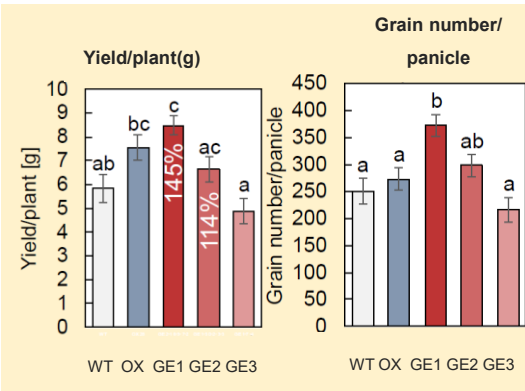 Yield/plant(g)
Yield/plant [g]
10
9
8
7
6
5
4
3
2
1
0
ab
bc
c
ac
a
145%
114%
WT OX GE1 GE2 GE3
Grain number/
panicle
Grain number/panicle
450
400
350
300
250
200
150
100
50
0
a
a
b
ab
a
WT OX GE1 GE2 GE3